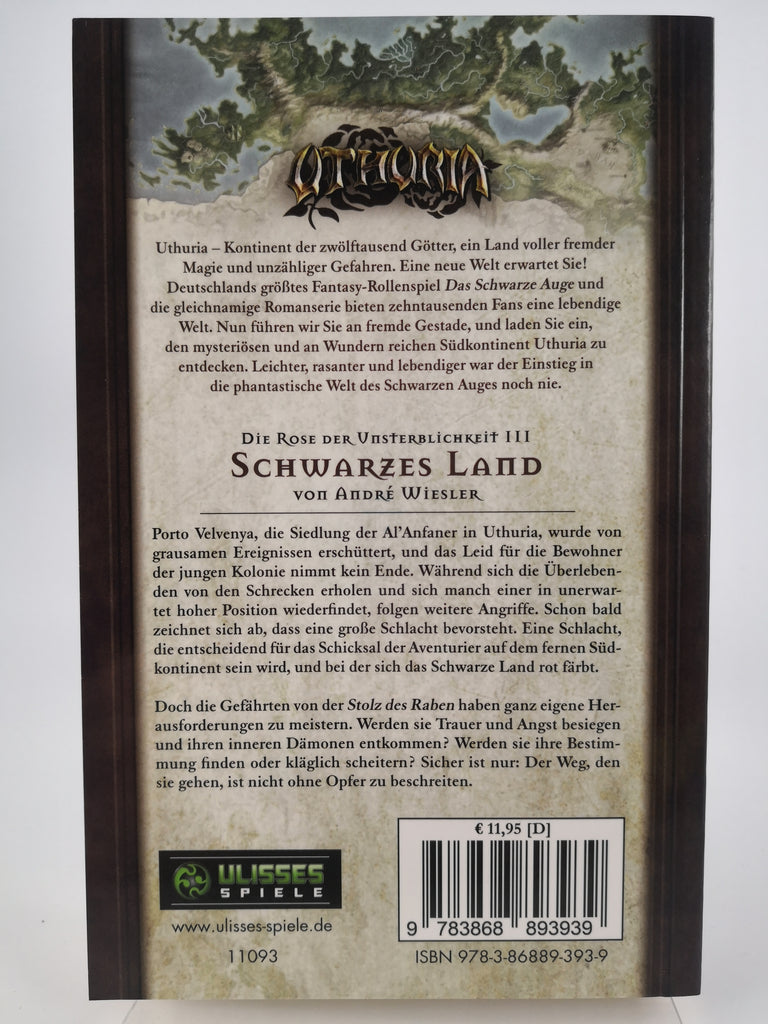 UTHURIA
Uthuria – Kontinent der zwölftausend Götter, ein Land voller fremder
Magie und unzähliger Gefahren. Eine neue Welt erwartet Sie!
Deutschlands größtes Fantasy-Rollenspiel Das Schwarze Auge und
die gleichnamige Romanserie bieten zehntausenden Fans eine lebendige
Welt. Nun führen wir Sie an fremde Gestade, und laden Sie ein,
den mysteriösen und an Wundern reichen Südkontinent Uthuria zu
entdecken. Leichter, rasanter und lebendiger war der Einstieg in
die phantastische Welt des Schwarzen Auges noch nie.
Die Rose der Unsterblichkeit III
Schwarzes Land
von André Wiesler
Porto Velvenya, die Siedlung der Al'Anfaner in Uthuria, wurde von
grausamen Ereignissen erschüttert, und das Leid für die Bewohner
der jungen Kolonie nimmt kein Ende. Während sich die Überleben-
den von den Schrecken erholen und sich manch einer in unerwar-
tet hoher Position wiederfindet, folgen weitere Angriffe. Schon bald
zeichnet sich ab, dass eine große Schlacht bevorsteht. Eine Schlacht,
die entscheidend für das Schicksal der Aventurier auf dem fernen Süd-
kontinent sein wird, und bei der sich das Schwarze Land rot färbt.
Doch die Gefährten von der Stolz des Raben haben ganz eigene Her-
ausforderungen zu meistern. Werden sie Trauer und Angst besiegen
und ihren inneren Dämonen entkommen? Werden sie ihre Bestim-
mung finden oder kläglich scheitern? Sicher ist nur: Der Weg, den
sie gehen, ist nicht ohne Opfer zu beschreiten.
ULISSES
SPIELE
www.ulisses-spiele.de
11093
€ 11,95 [D]
9 783868 893939
ISBN 978-3-86889-393-9